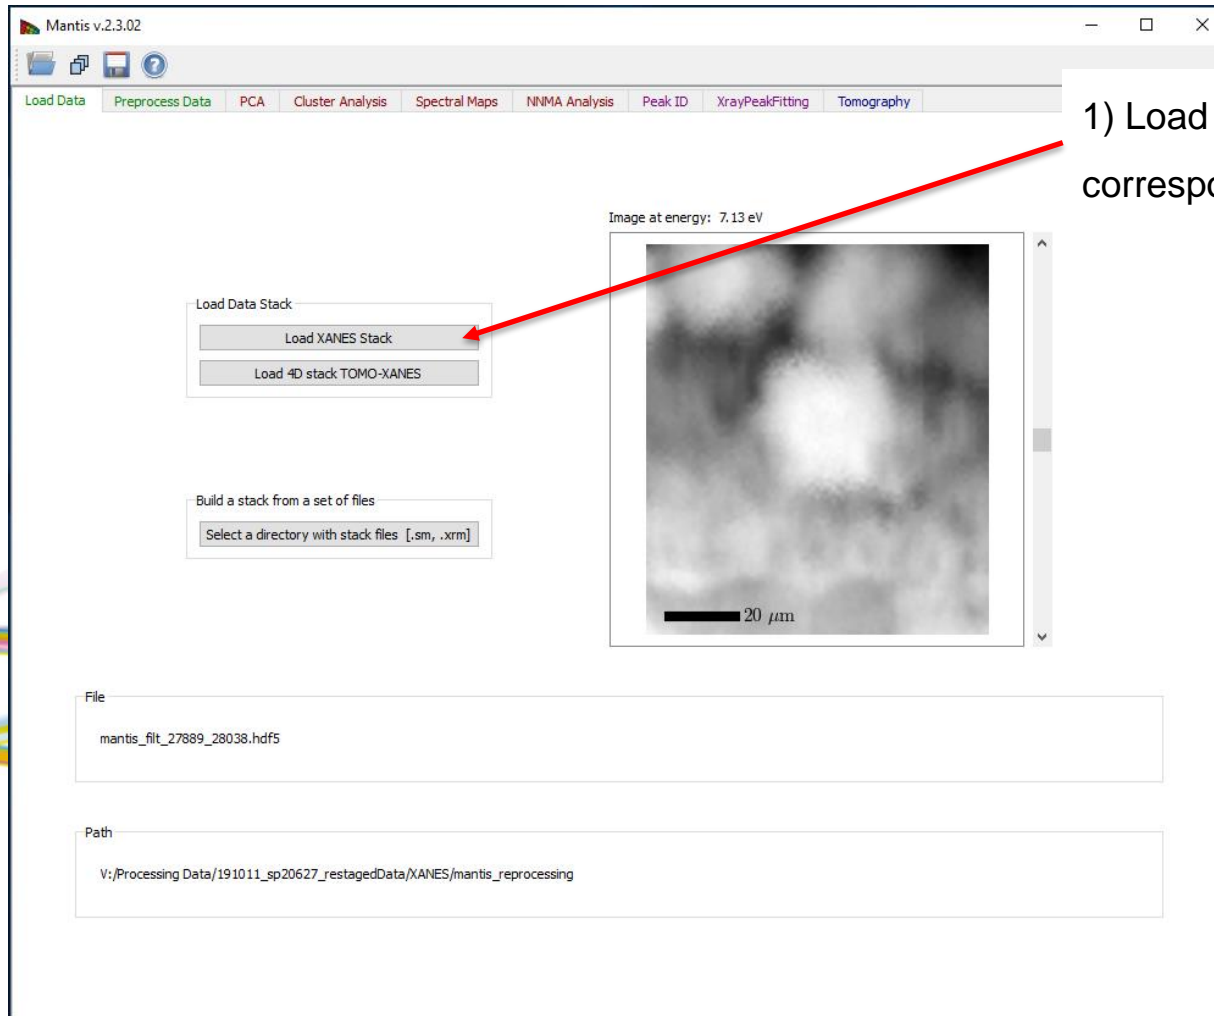 Mantis v.2.3.02
Load Data Preprocess Data PCA Cluster Analysis Spectral Maps NNMA Analysis Peak ID XrayPeakFitting Tomography
1) Load
Image at energy: 7.13 eV
Load Data Stack
Load XANES Stack
Load 4D stack TOMO-XANES
20 μm
Build a stack from a set of files
Select a directory with stack files [.sm, .xrm]
File
mantis_filt_27889_28038.hdf5
Path
V:/Processing Data/191011_sp20627_restagedData/XANES/mantis_reprocessing